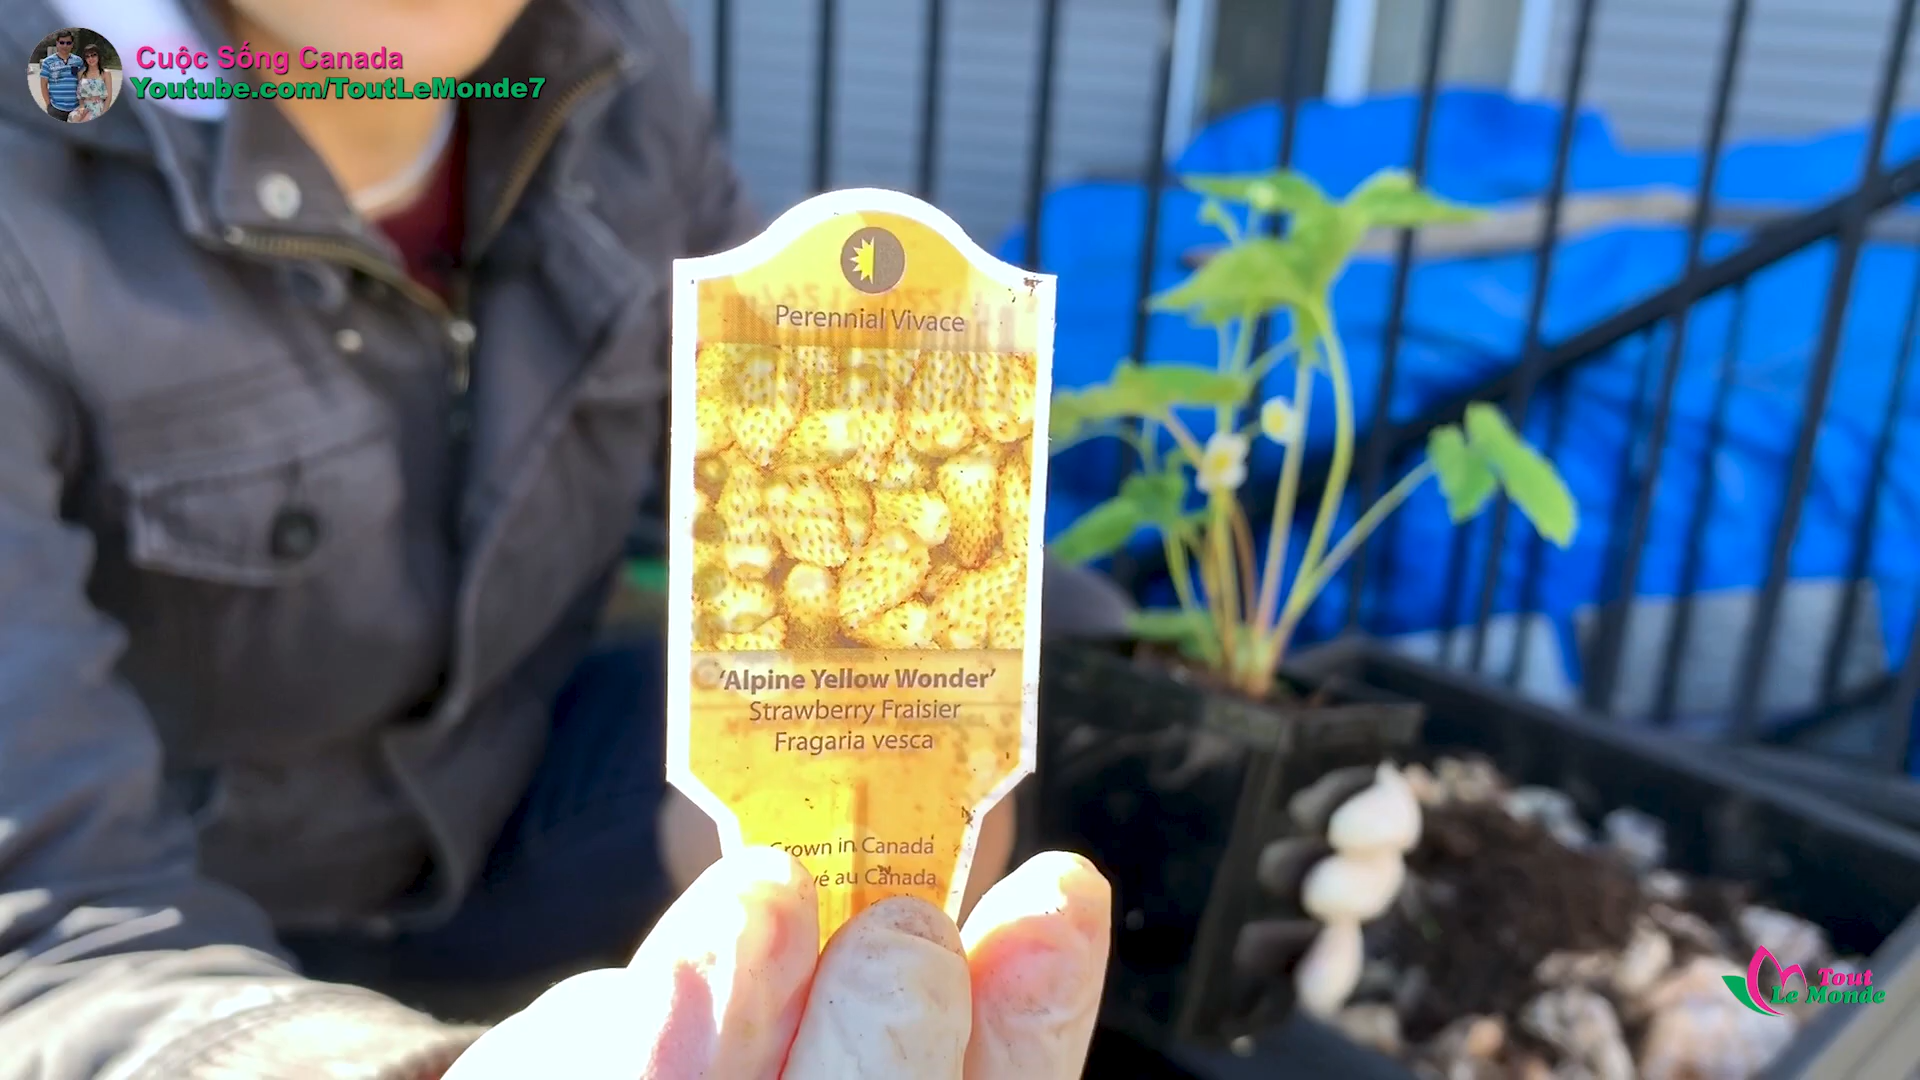 Cuộc Sống Canada
Youtube.com/ToutLeMonde7
Perennial Vivace
‘Alpine Yellow Wonder’
Strawberry Fraisier
Fragaria vesca
Grown in Canada
au Canada
Tout
Le Monde